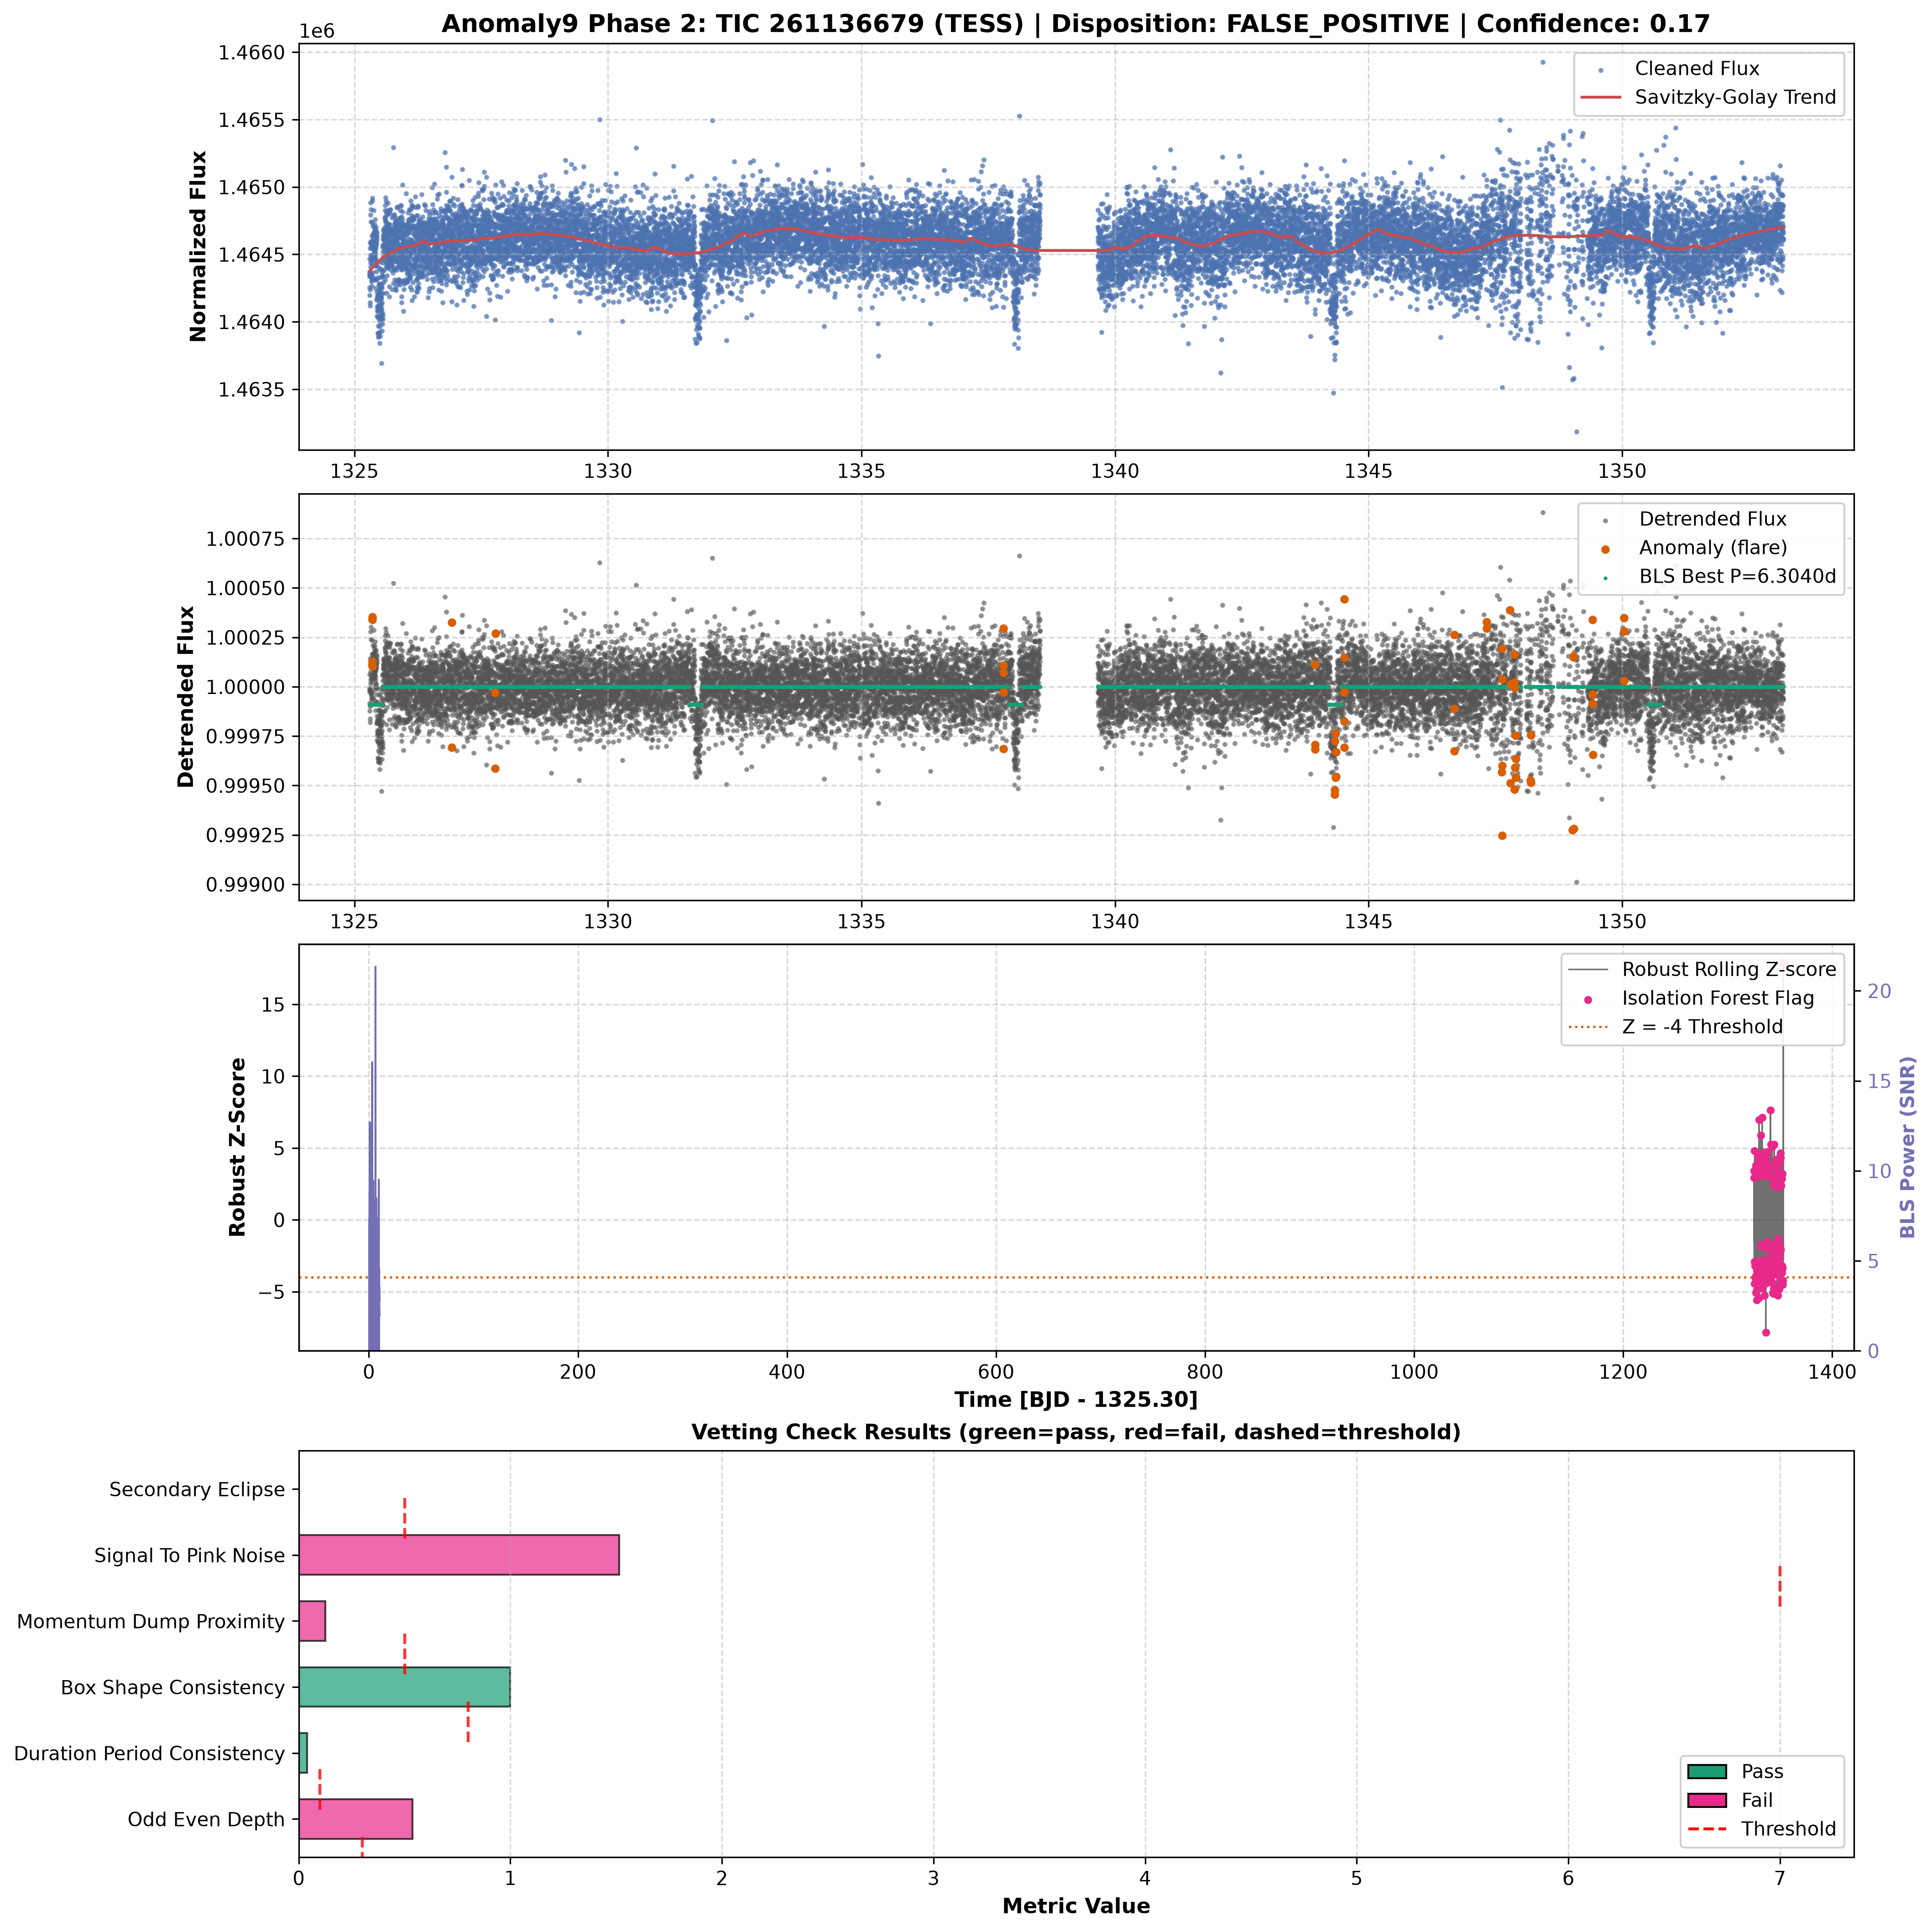 Anomaly9 Phase 2: TIC 261136679 (TESS) | Disposition: FALSE_POSITIVE | Confidence: 0.17
1e6
1.4660
1.4655
1.4650
1.4645
1.4640
1.4635
Normalized Flux
Cleaned Flux
Savitzky-Golay Trend
1325 1330 1335 1340 1345 1350
1.00075
1.00050
1.00025
1.00000
0.99975
0.99950
0.99925
0.99900
Detrended Flux
Detrended Flux
Anomaly (flare)
BLS Best P=6.3040d
1325 1330 1335 1340 1345 1350
15
10
5
0
−5
Robust Z-Score
Robust Rolling Z-score
Isolation Forest Flag
Z = -4 Threshold
20
15
10
5
0
BLS Power (SNR)
0 200 400 600 800 1000 1200 1400
Time [BJD - 1325.30]
Vetting Check Results (green=pass, red=fail, dashed=threshold)
Secondary Eclipse
Signal To Pink Noise
Momentum Dump Proximity
Box Shape Consistency
Duration Period Consistency
Odd Even Depth
Pass
Fail
Threshold
0 1 2 3 4 5 6 7
Metric Value